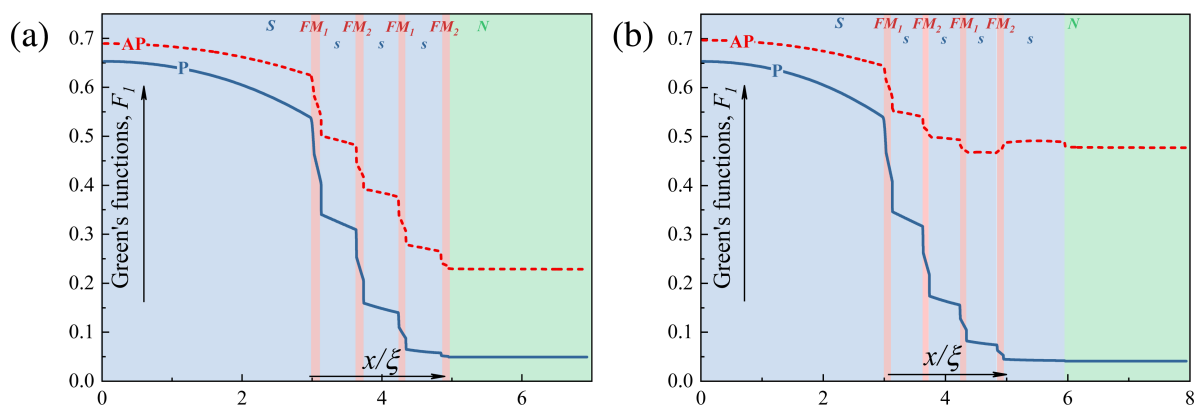 (a)
S FM1 FM2 FM1 FM2 N
s s s
0.7
0.6
0.5
0.4
0.3
0.2
0.1
0.0
AP
P
Green's functions, F1
x/ξ
0 2 4 6
(b)
S FM1 FM2 FM1 FM2 N
s s s s
0.7
0.6
0.5
0.4
0.3
0.2
0.1
0.0
AP
P
Green's functions, F1
x/ξ
0 2 4 6 8